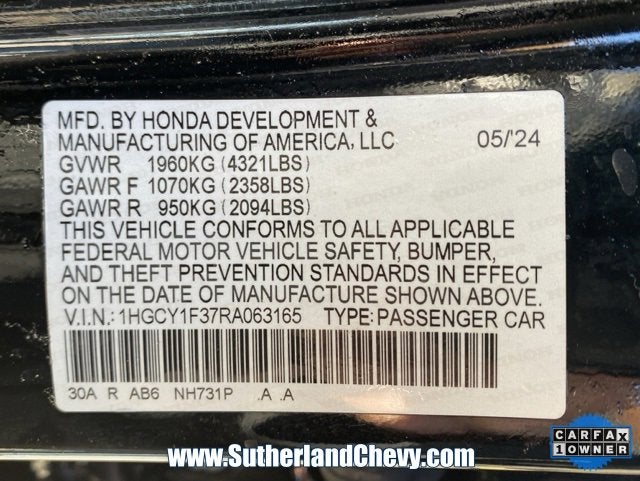 MFD. BY HONDA DEVELOPMENT &
MANUFACTURING OF AMERICA, LLC 05/'24
GVWR 1960KG (4321LBS)
GAWR F 1070KG (2358LBS)
GAWR R 950KG (2094LBS)
THIS VEHICLE CONFORMS TO ALL APPLICABLE
FEDERAL MOTOR VEHICLE SAFETY, BUMPER,
AND THEFT PREVENTION STANDARDS IN EFFECT
ON THE DATE OF MANUFACTURE SHOWN ABOVE.
V.I.N.: 1HGCY1F37RA063165 TYPE: PASSENGER CAR
30A R AB6 NH731P .A .A
www.SutherlandChevy.com
CARFAX
1 OWNER